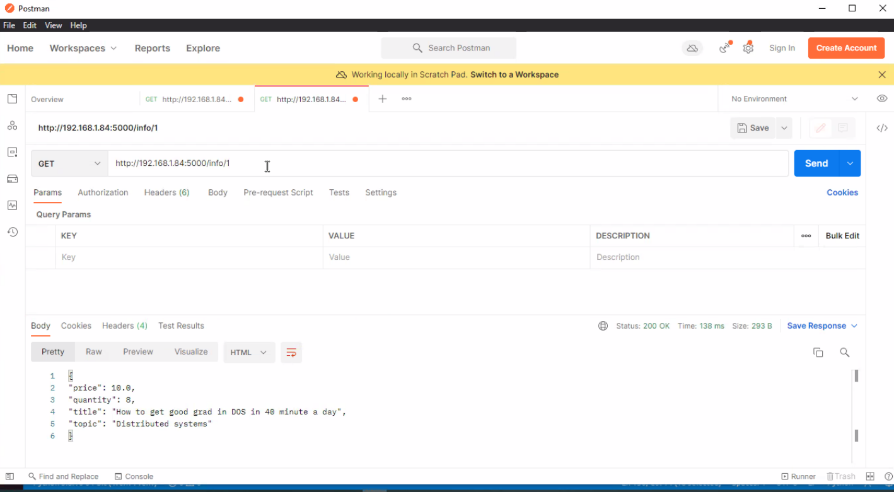 Postman
File Edit View Help
Home Workspaces Reports Explore Search Postman Sign In Create Account
Working locally in Scratch Pad. Switch to a Workspace
Overview GET http://192.168.1.84:5000/... GET http://192.168.1.84... No Environment
http://192.168.1.84:5000/info/1 Save
GET http://192.168.1.84:5000/info/1 Send
Params Authorization Headers (6) Body Pre-request Script Tests Settings Cookies
Query Params
KEY VALUE DESCRIPTION Bulk Edit
Key Value Description
Body Cookies Headers (4) Test Results Status: 200 OK Time: 138 ms Size: 293 B Save Response
Pretty Raw Preview Visualize HTML
1 {
2 "price": 10.0,
3 "quantity": 8,
4 "title": "How to get good grad in DOS in 40 minute a day",
5 "topic": "Distributed systems"
6 }
Find and Replace Console Runner Trash